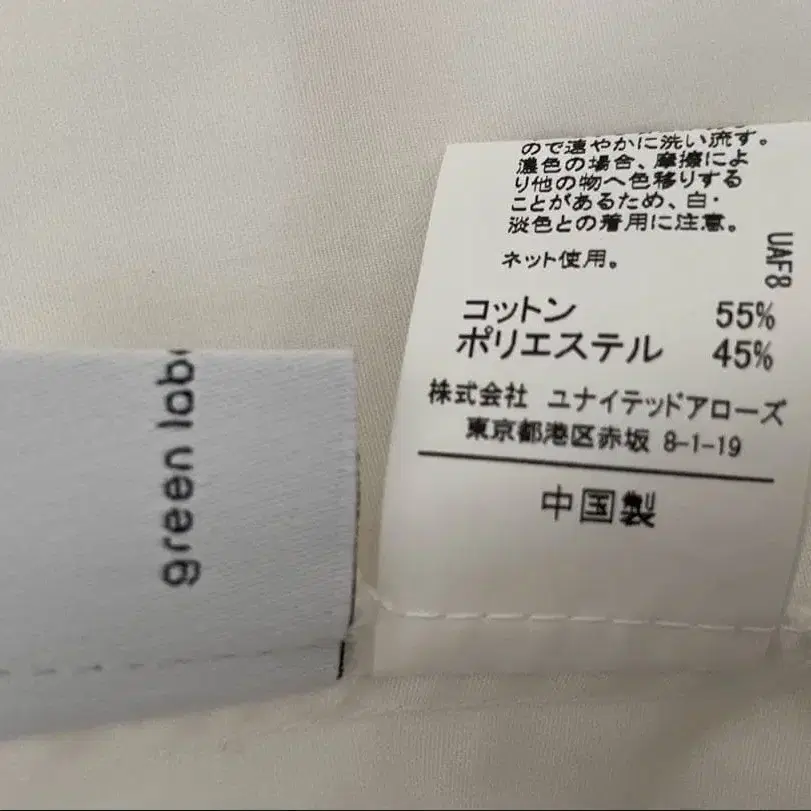 green lab
ので速やかに洗い流す。
濃色の場合、摩擦によ
り他の物へ色移りする
ことがあるため、白・
淡色との着用に注意。
ネット使用。
UAF8
コットン 55%
ポリエステル 45%
株式会社 ユナイテッドアローズ
東京都港区赤坂 8-1-19
中国製